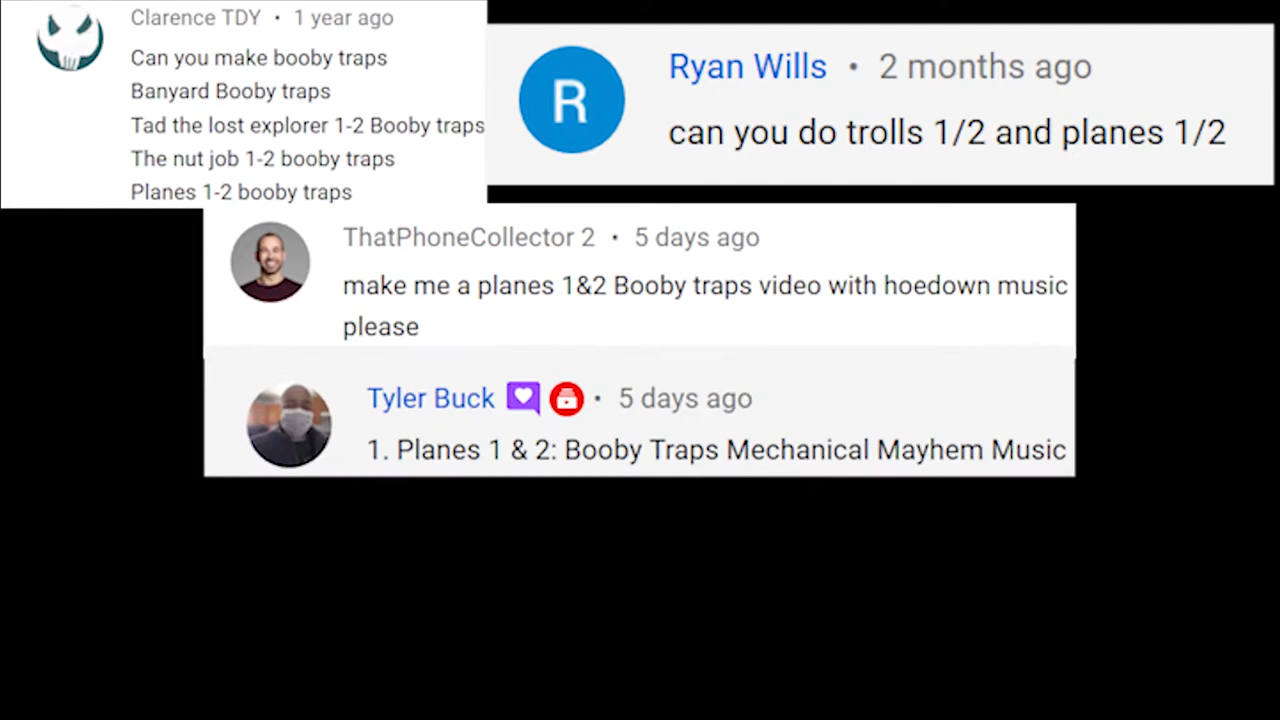 Clarence TDY • 1 year ago
Can you make booby traps
Banyard Booby traps
Tad the lost explorer 1-2 Booby traps
The nut job 1-2 booby traps
Planes 1-2 booby traps
R
Ryan Wills • 2 months ago
can you do trolls 1/2 and planes 1/2
ThatPhoneCollector 2 • 5 days ago
make me a planes 1&2 Booby traps video with hoedown music
please
Tyler Buck • 5 days ago
1. Planes 1 & 2: Booby Traps Mechanical Mayhem Music